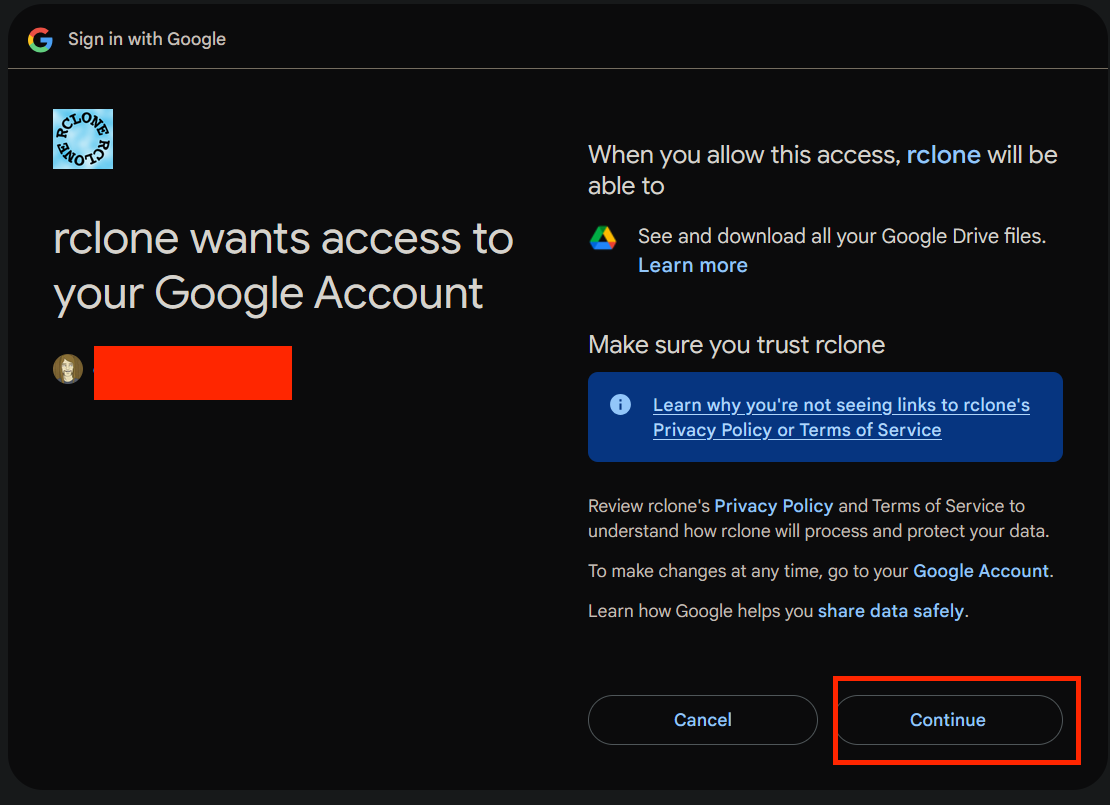 Sign in with Google
RCLONE RCLONE
rclone wants access to
your Google Account
When you allow this access, rclone will be
able to
See and download all your Google Drive files.
Learn more
Make sure you trust rclone
Learn why you're not seeing links to rclone's
Privacy Policy or Terms of Service
Review rclone's Privacy Policy and Terms of Service to
understand how rclone will process and protect your data.
To make changes at any time, go to your Google Account.
Learn how Google helps you share data safely.
Cancel
Continue